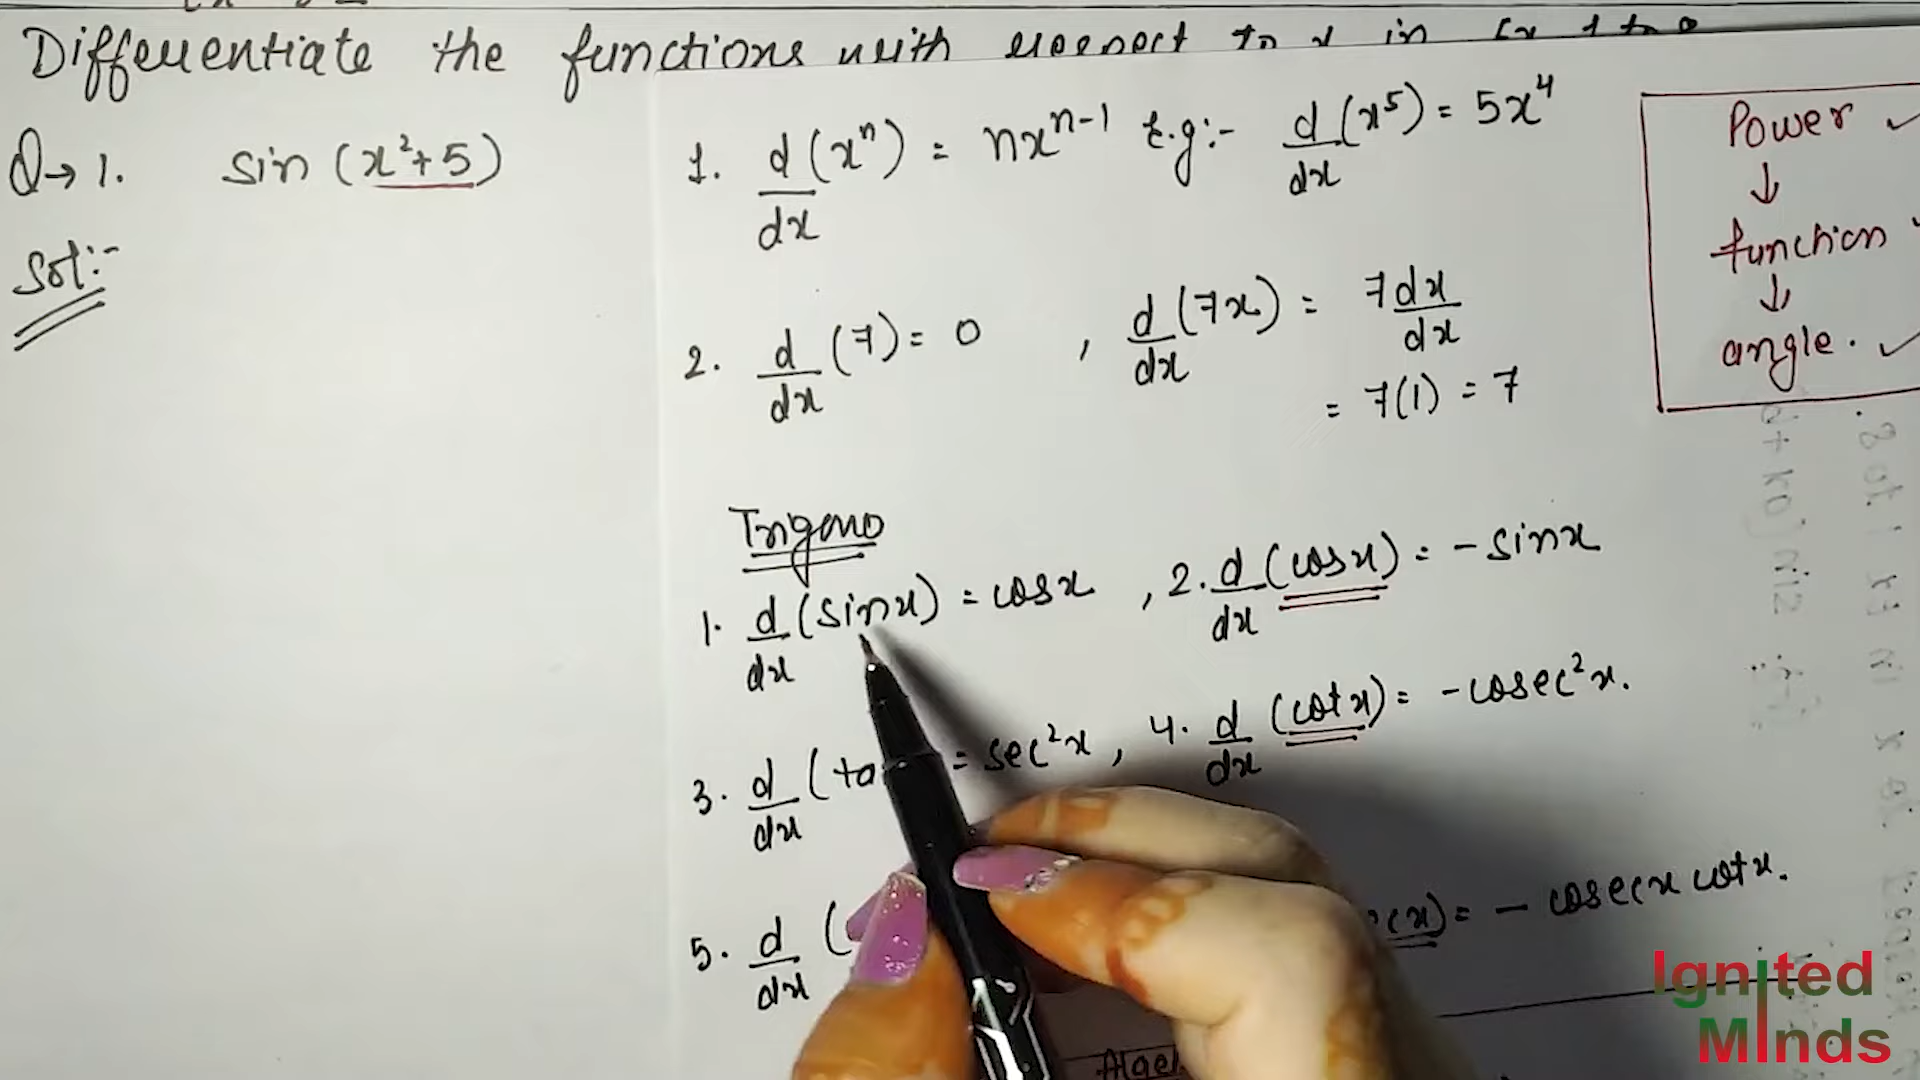 Differentiate the functions with respect to x in
Q→ 1. sin (x²+5)
Sol:-
1. d/dx (xⁿ) = nxⁿ⁻¹ E.g:- d/dx (x⁵) = 5x⁴
2. d/dx (7) = 0 , d/dx (7x) = 7 dx/dx
= 7(1) = 7
Power ✓
↓
function
↓
angle. ✓
Trigono
1. d/dx (sinx) = cosx , 2. d/dx (cosx) = -sinx
3. d/dx (ta = sec²x , 4. d/dx (cotx) = -cosec²x.
5. d/dx ( c(x) = - cosecx cotx.
Ignited
Minds